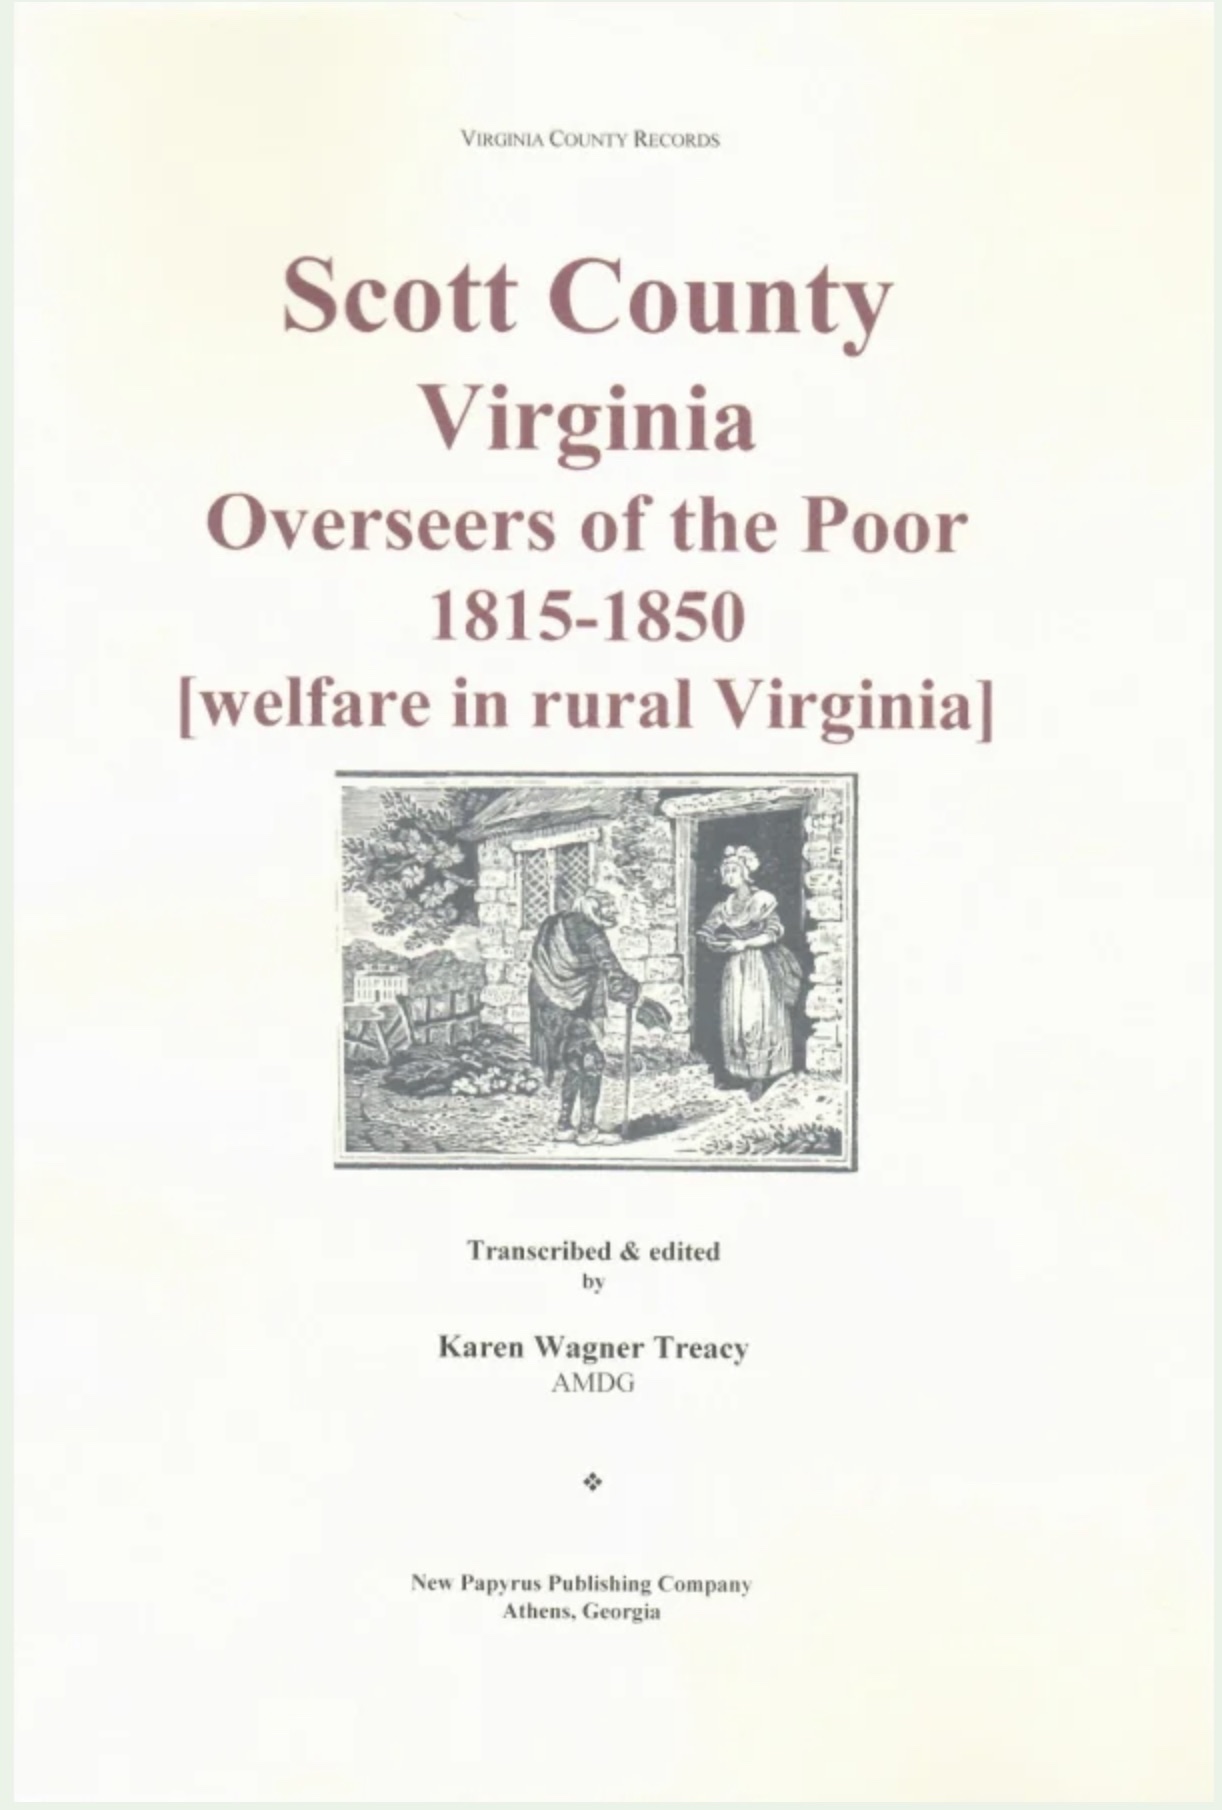 VIRGINIA COUNTY RECORDS
Scott County
Virginia
Overseers of the Poor
1815-1850
[welfare in rural Virginia]
Transcribed & edited
by
Karen Wagner Treacy
AMDG
New Papyrus Publishing Company
Athens, Georgia